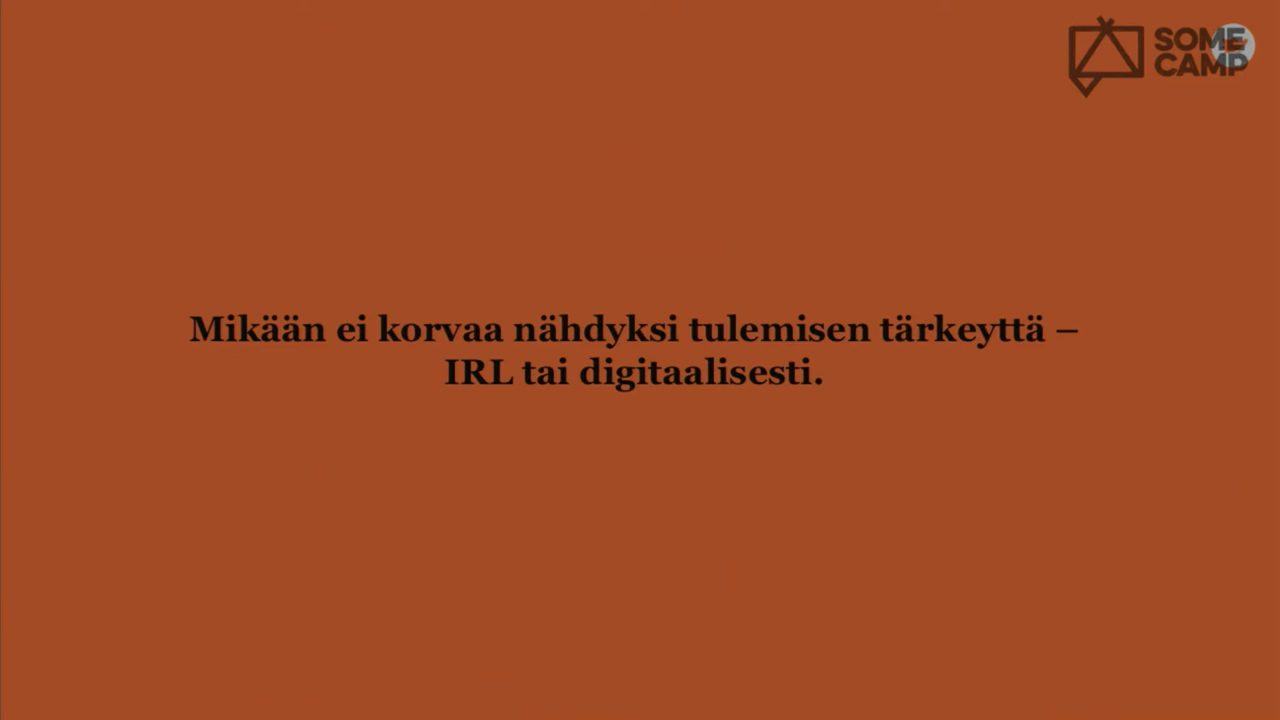 SOME
CAMP
Mikään ei korvaa nähdyksi tulemisen tärkeyttä –
IRL tai digitaalisesti.